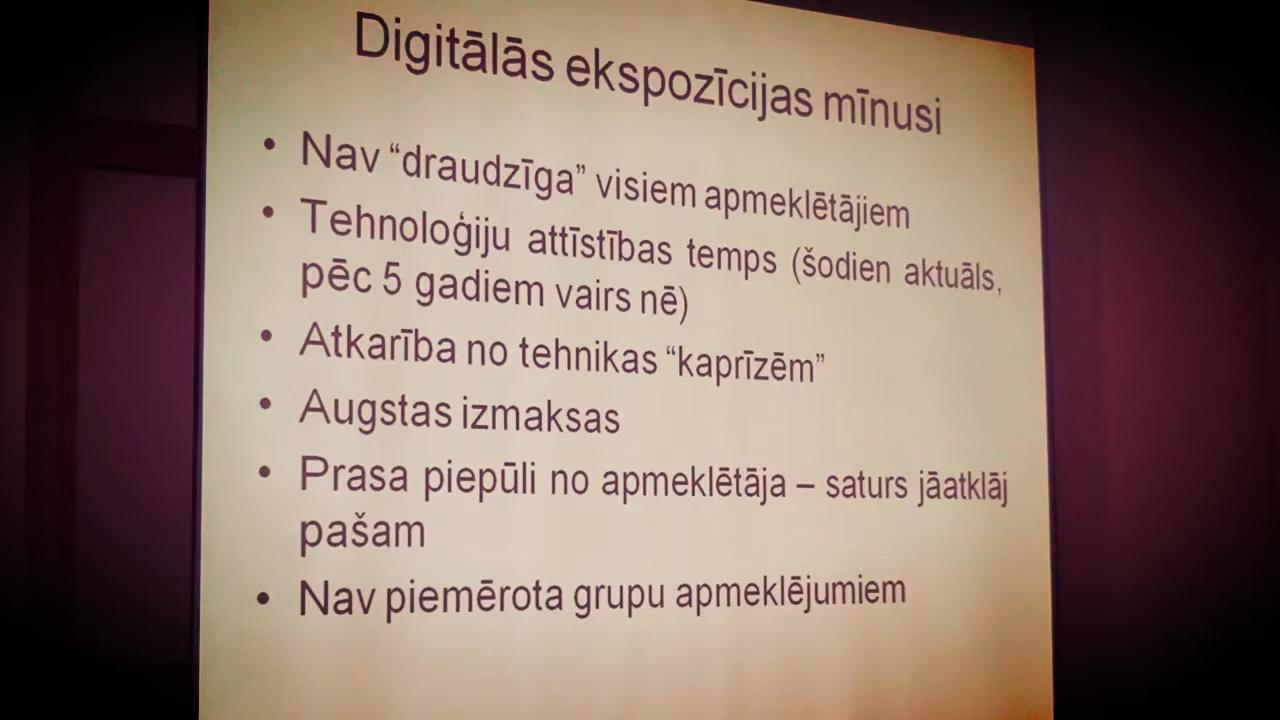 Digitālās ekspozīcijas mīnusi
• Nav “draudzīga” visiem apmeklētājiem
• Tehnoloģiju attīstības temps (šodien aktuāls,
pēc 5 gadiem vairs nē)
• Atkarība no tehnikas “kaprīzēm”
• Augstas izmaksas
• Prasa piepūli no apmeklētāja – saturs jāatklāj
pašam
• Nav piemērota grupu apmeklējumiem